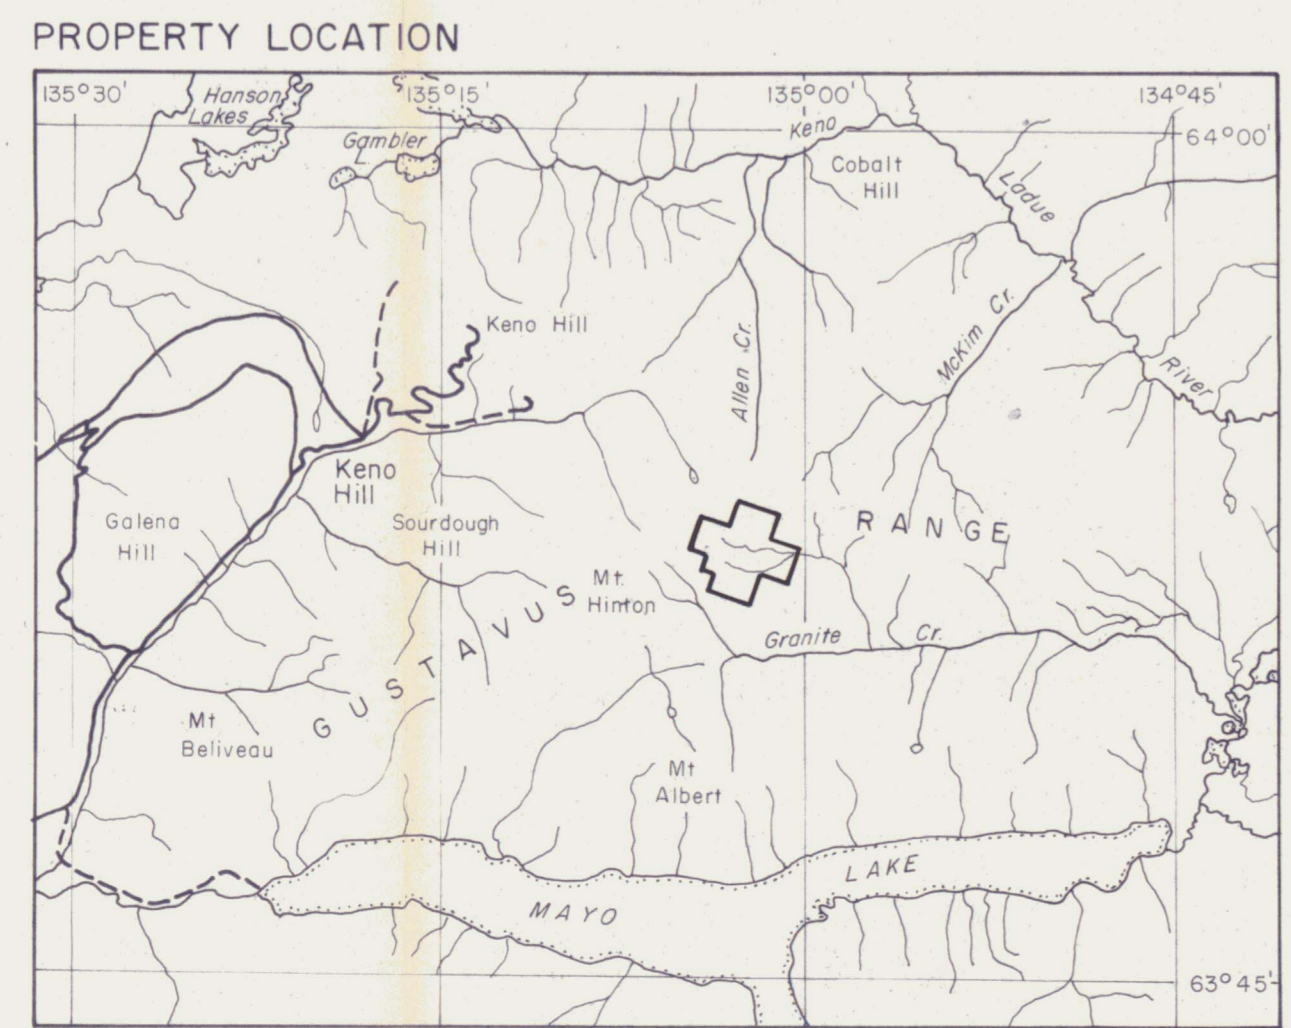 PROPERTY LOCATION
135°30'
135°15'
135°00'
134°45'
Hanson
Lakes
Gambler
L.
Keno
64°00'
Cobalt
Hill
Ladue
River
McKim Cr.
Allen Cr.
Keno Hill
Keno
Hill
Galena
Hill
Sourdough
Hill
RANGE
Mt.
Hinton
GUSTAVUS
Granite Cr.
Mt
Beliveau
Mt
Albert
LAKE
MAYO
63°45'